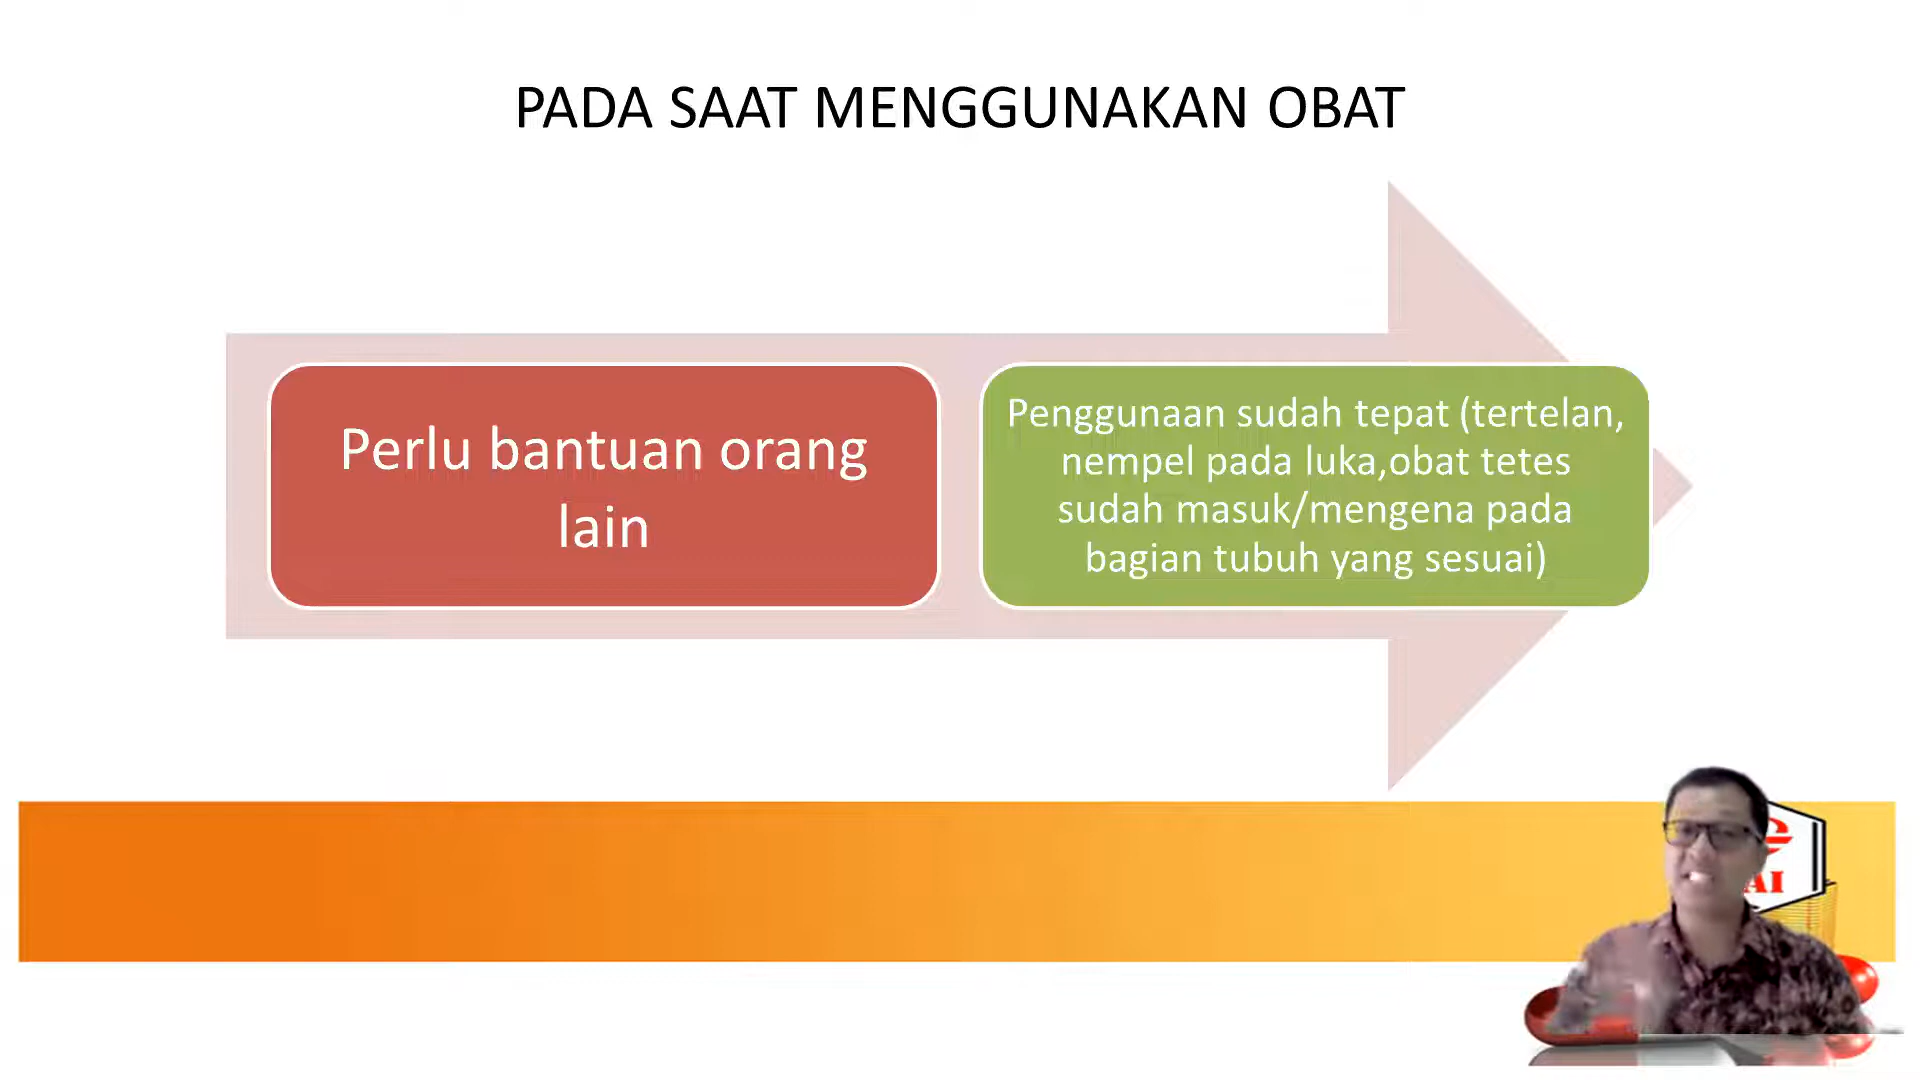 PADA SAAT MENGGUNAKAN OBAT
Perlu bantuan orang
lain
Penggunaan sudah tepat (tertelan,
nempel pada luka,obat tetes
sudah masuk/mengena pada
bagian tubuh yang sesuai)